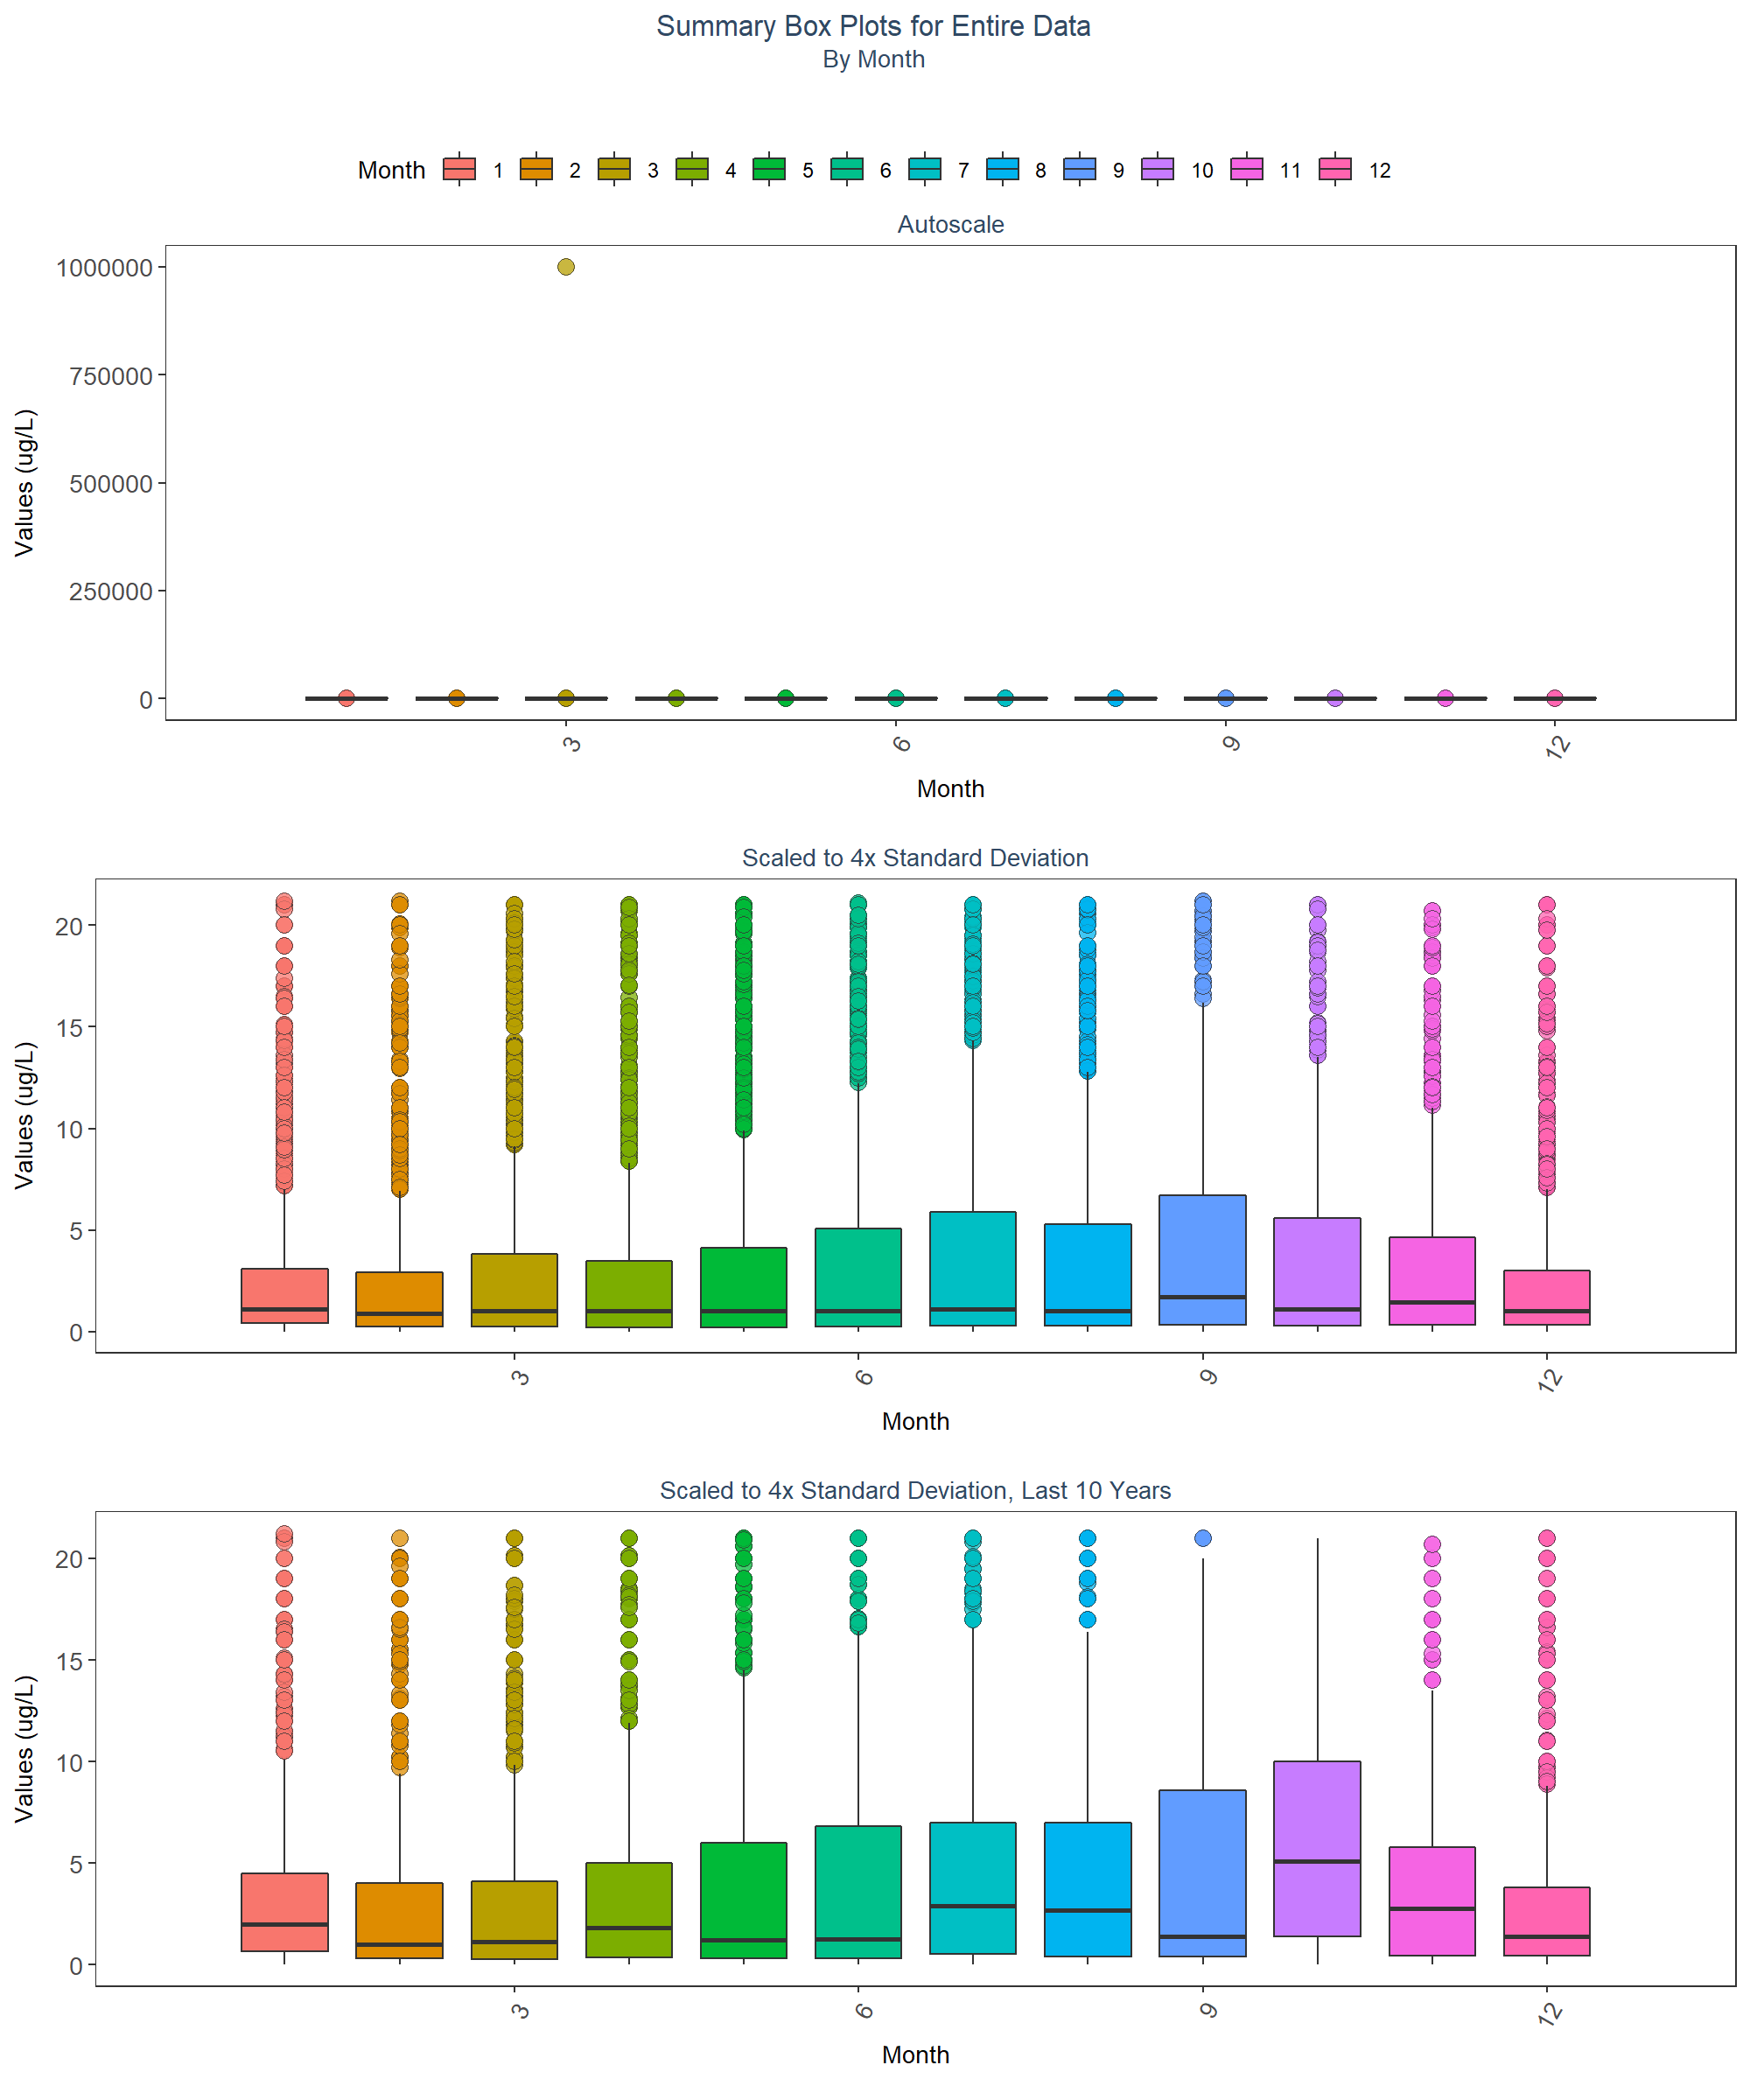 Summary Box Plots for Entire Data
By Month
Month 1 2 3 4 5 6 7 8 9 10 11 12
Autoscale
Values (ug/L)
1000000
750000
500000
250000
0
3 6 9 12
Month
Scaled to 4x Standard Deviation
Values (ug/L)
20
15
10
5
0
3 6 9 12
Month
Scaled to 4x Standard Deviation, Last 10 Years
Values (ug/L)
20
15
10
5
0
3 6 9 12
Month